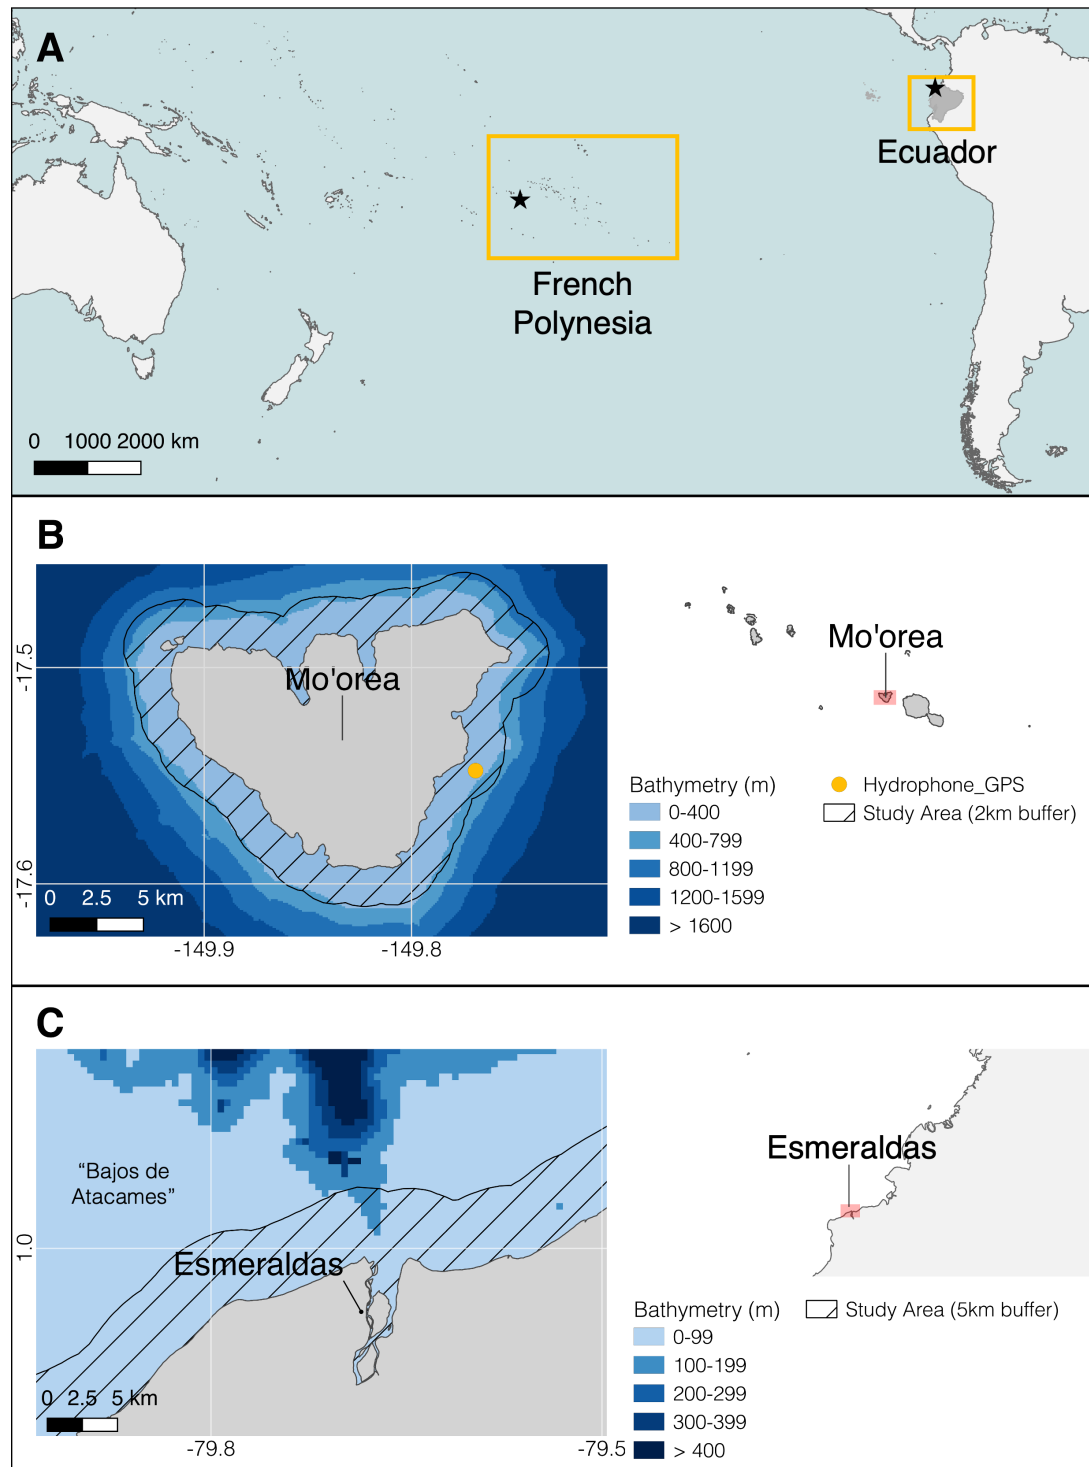 A
Ecuador
French
Polynesia
0 1000 2000 km
B
-17.5
Mo'orea
-17.6
0 2.5 5 km
-149.9
-149.8
Mo'orea
Bathymetry (m)
0-400
400-799
800-1199
1200-1599
> 1600
Hydrophone_GPS
Study Area (2km buffer)
C
“Bajos de
Atacames”
1.0
Esmeraldas
0 2.5 5 km
-79.8
-79.5
Esmeraldas
Bathymetry (m)
0-99
100-199
200-299
300-399
> 400
Study Area (5km buffer)